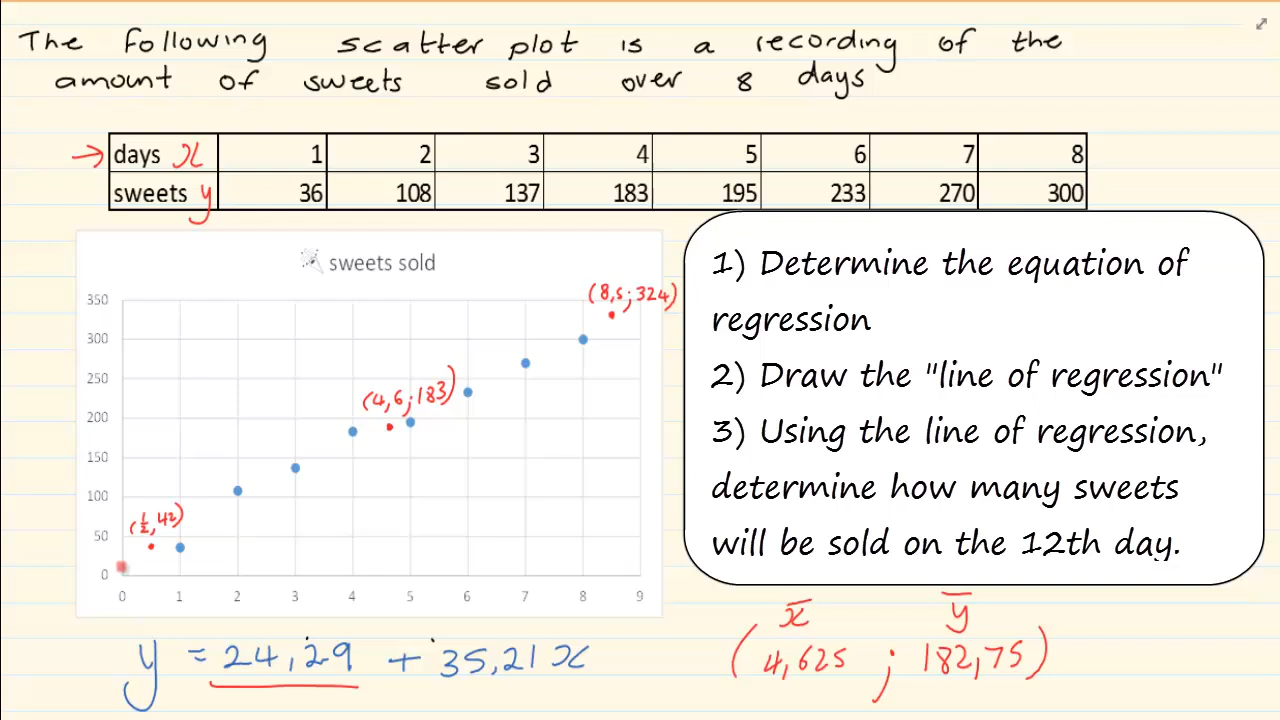 The following scatter plot is a recording of the
amount of sweets sold over 8 days
→ days x 1 2 3 4 5 6 7 8
sweets y 36 108 137 183 195 233 270 300
sweets sold
350
300
250
200
150
100
50
0
0 1 2 3 4 5 6 7 8 9
(8,5;324)
(4,6;183)
(1/2,42)
1) Determine the equation of
regression
2) Draw the "line of regression"
3) Using the line of regression,
determine how many sweets
will be sold on the 12th day.
x̅ y̅
y = 24,29 + 35,21x
(4,625 ; 182,75)